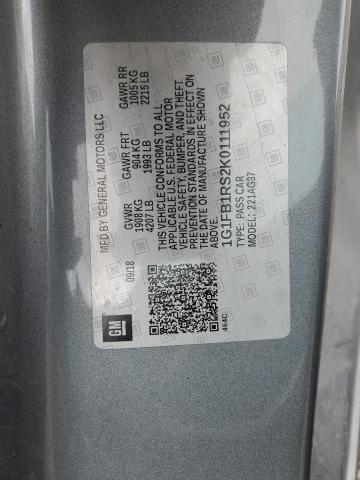 MFD BY GENERAL MOTORS LLC
GM
09/18 GVWR GAWR FRT GAWR RR
1908 KG 904 KG 1005 KG
4207 LB 1993 LB 2215 LB
THIS VEHICLE CONFORMS TO ALL
APPLICABLE U.S. FEDERAL MOTOR
VEHICLE SAFETY, BUMPER, AND THEFT
PREVENTION STANDARDS IN EFFECT ON
THE DATE OF MANUFACTURE SHOWN
ABOVE.
1G1FB1RS2K0111952
TYPE: PASS CAR
MODEL: 221AG37